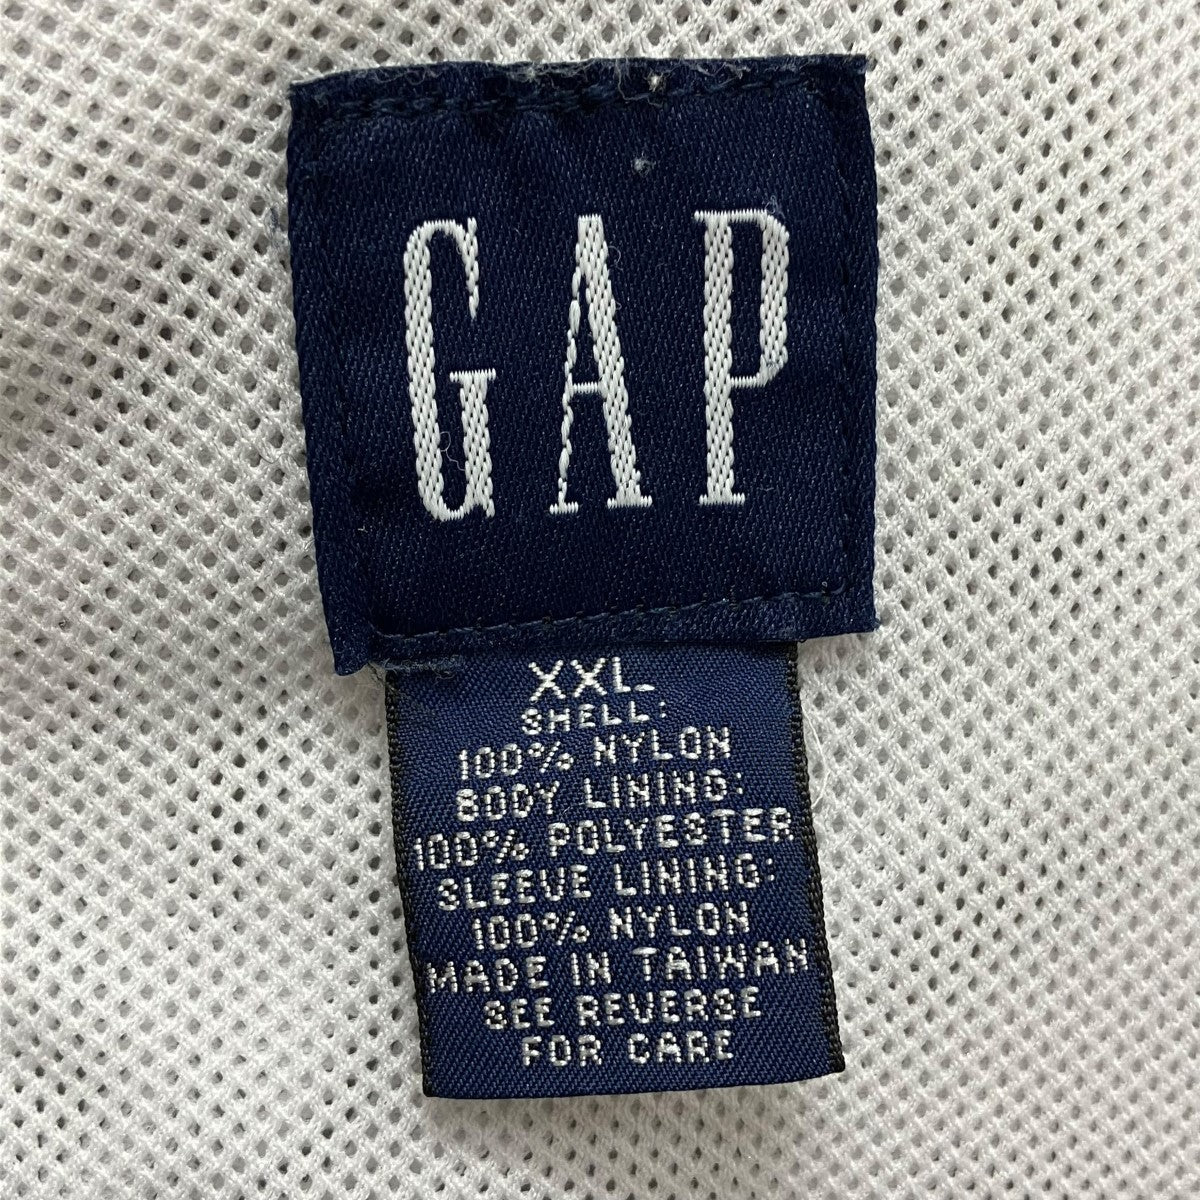 GAP
XXL
SHELL:
100% NYLON
BODY LINING:
100% POLYESTER
SLEEVE LINING:
100% NYLON
MADE IN TAIWAN
SEE REVERSE
FOR CARE